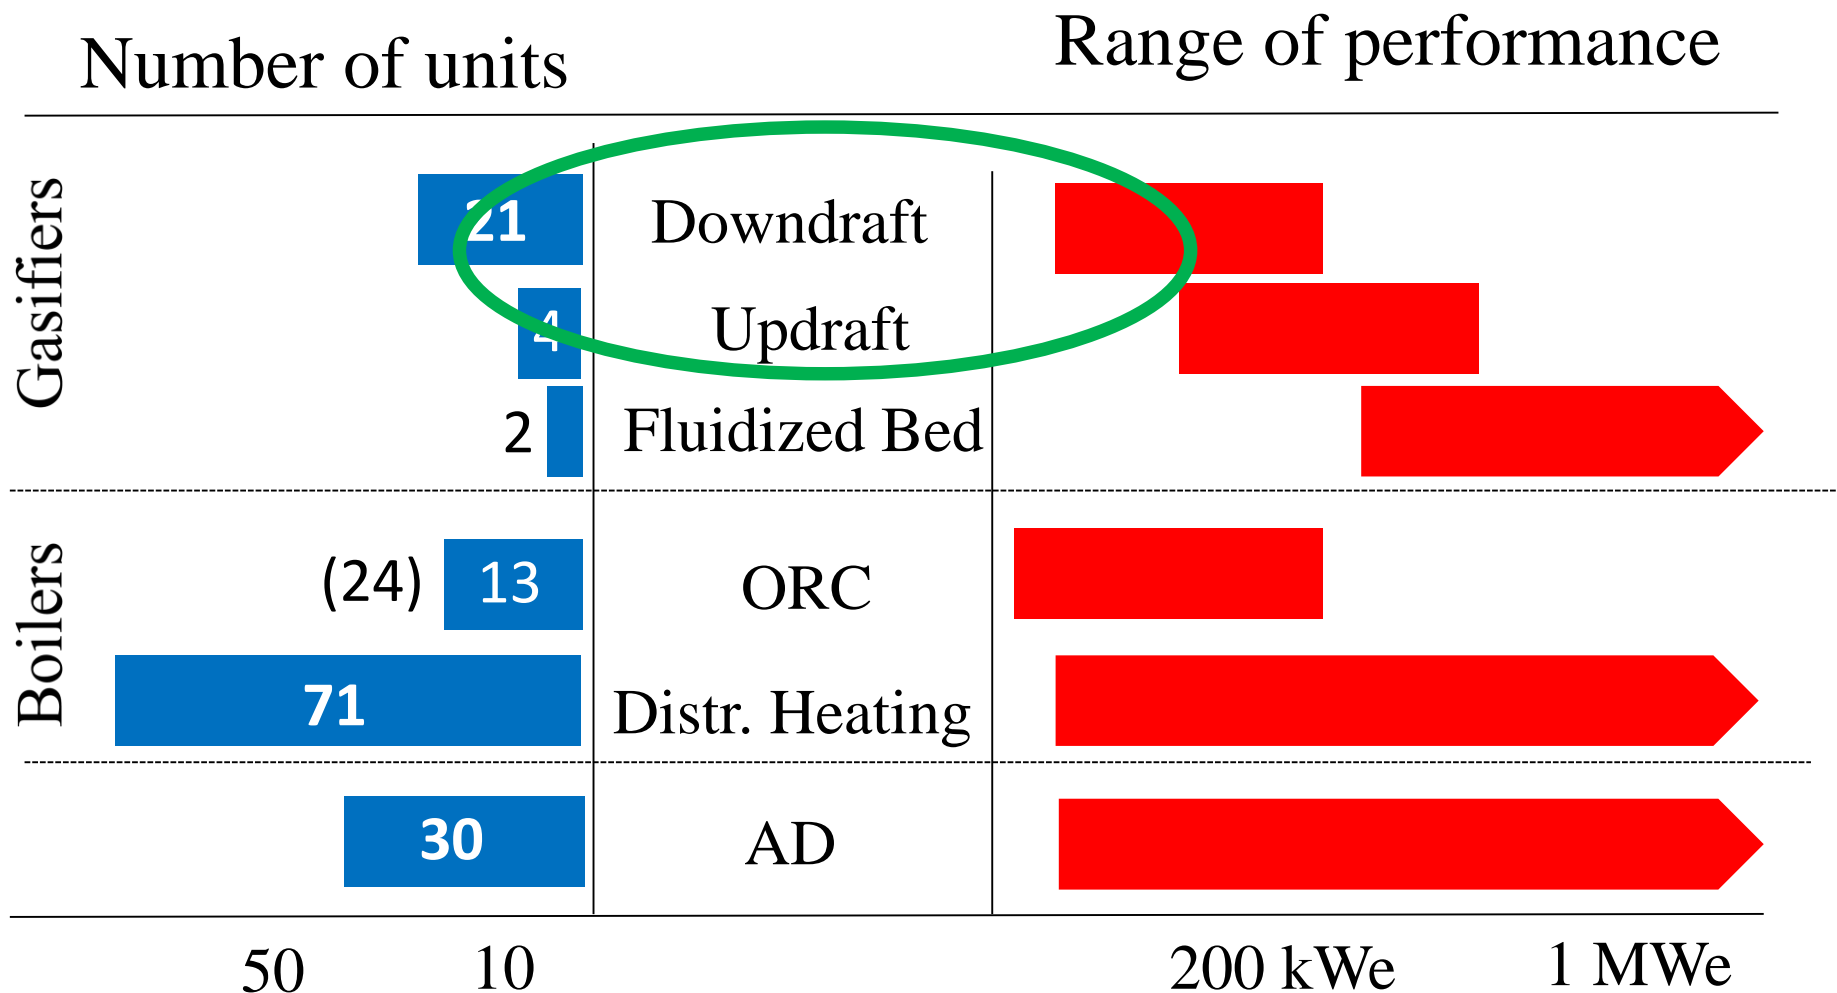 Number of units
Range of performance
Gasifiers
21
Downdraft
4
Updraft
2
Fluidized Bed
Boilers
(24)
13
ORC
71
Distr. Heating
30
AD
50
10
200 kWe
1 MWe